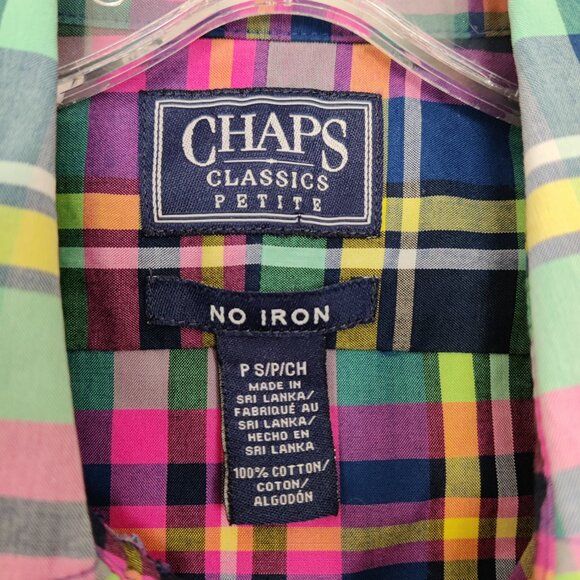 CHAPS
CLASSICS
PETITE
NO IRON
P S/P/CH
MADE IN
SRI LANKA/
FABRIQUÉ AU
SRI LANKA/
HECHO EN
SRI LANKA
100% COTTON/
COTON/
ALGODÓN